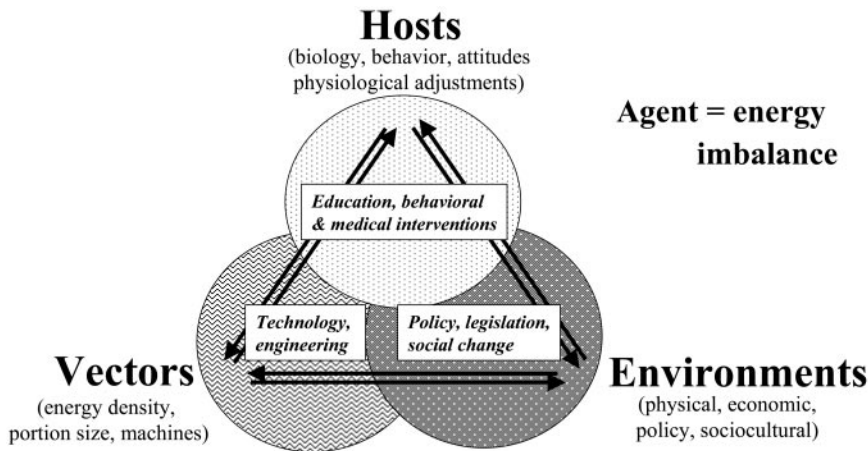 Hosts
(biology, behavior, attitudes
physiological adjustments)
Agent = energy
imbalance
Education, behavioral
& medical interventions
Technology,
engineering
Policy, legislation,
social change
Vectors
(energy density,
portion size, machines)
Environments
(physical, economic,
policy, sociocultural)